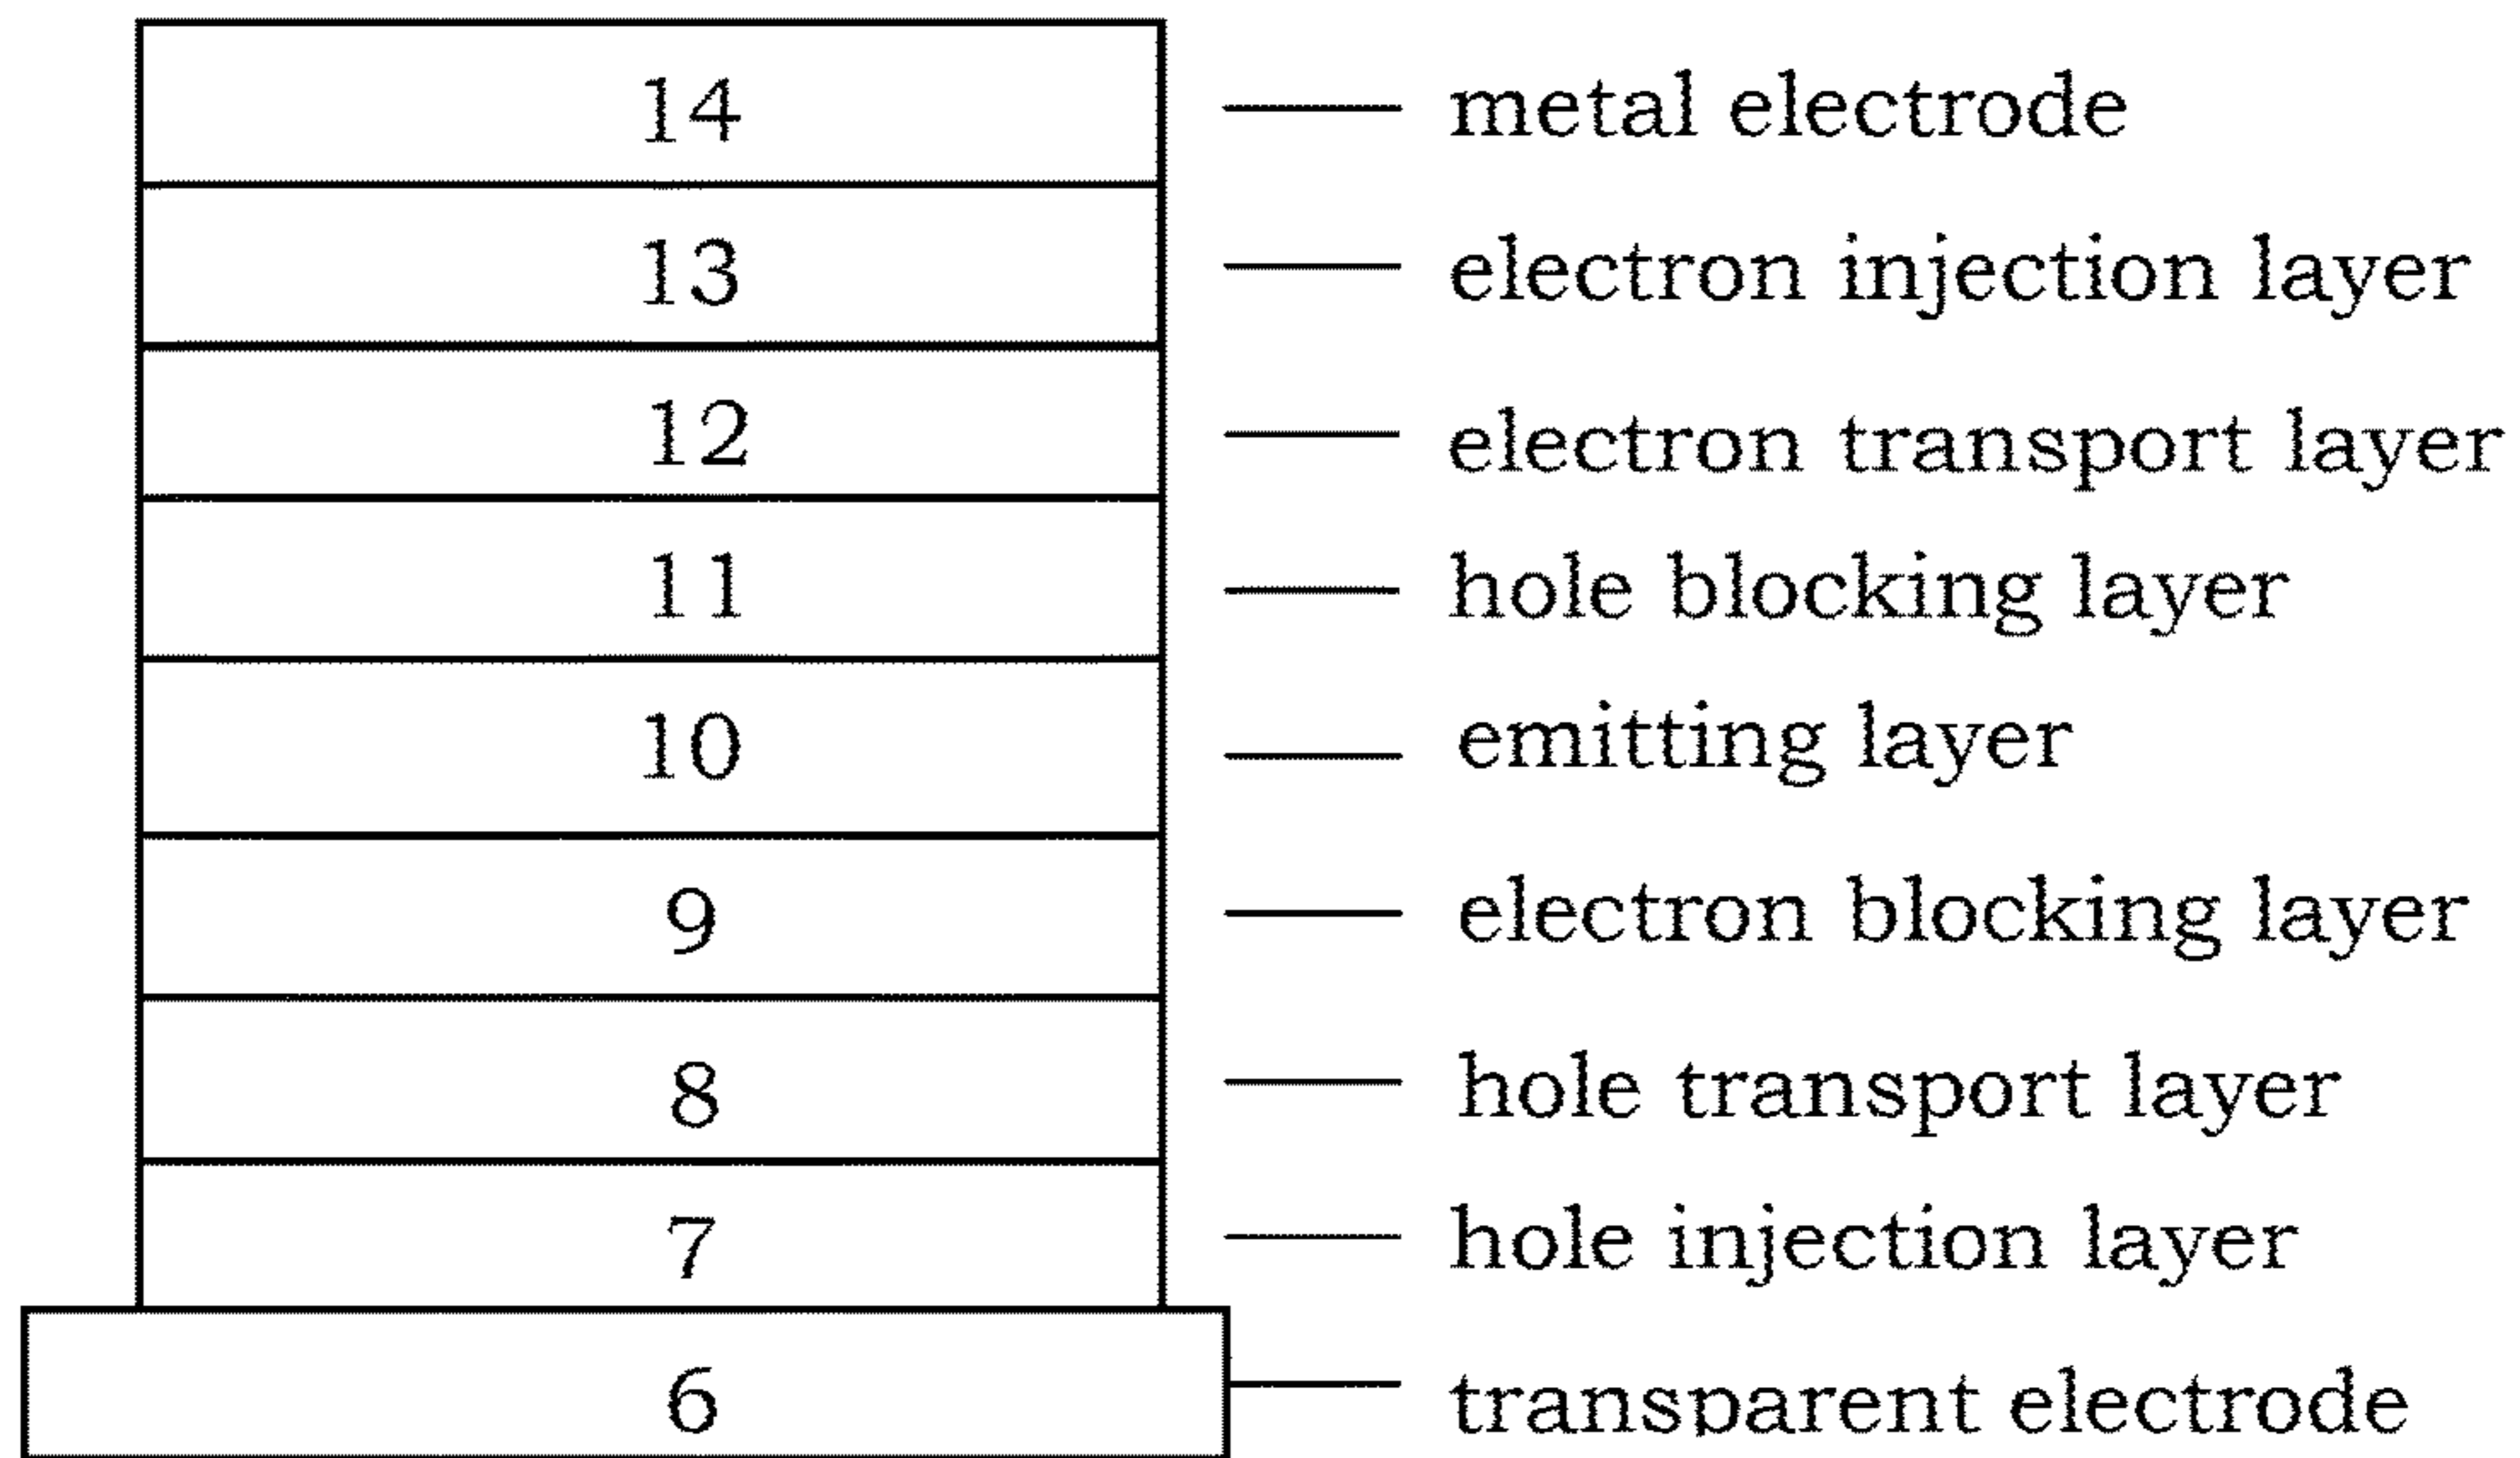 14 metal electrode
13 electron injection layer
12 electron transport layer
11 hole blocking layer
10 emitting layer
9 electron blocking layer
8 hole transport layer
7 hole injection layer
6 transparent electrode